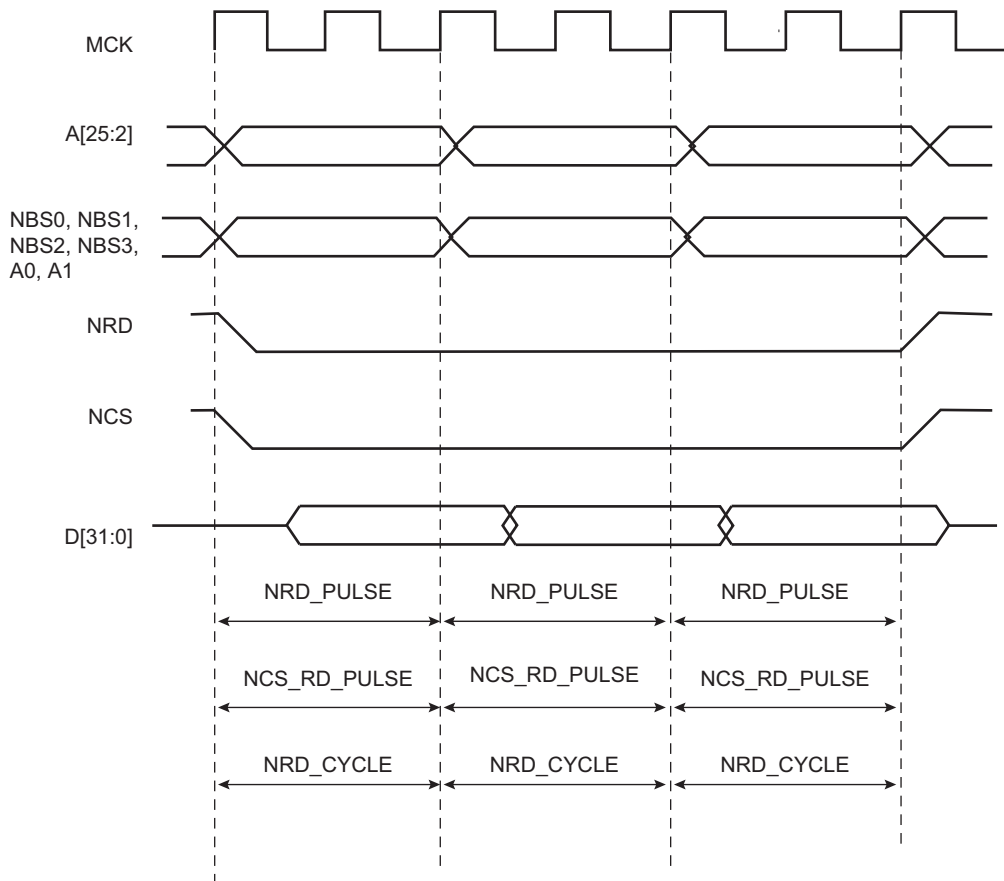 MCK
A[25:2]
NBS0, NBS1,
NBS2, NBS3,
A0, A1
NRD
NCS
D[31:0]
NRD_PULSE NRD_PULSE NRD_PULSE
NCS_RD_PULSE NCS_RD_PULSE NCS_RD_PULSE
NRD_CYCLE NRD_CYCLE NRD_CYCLE